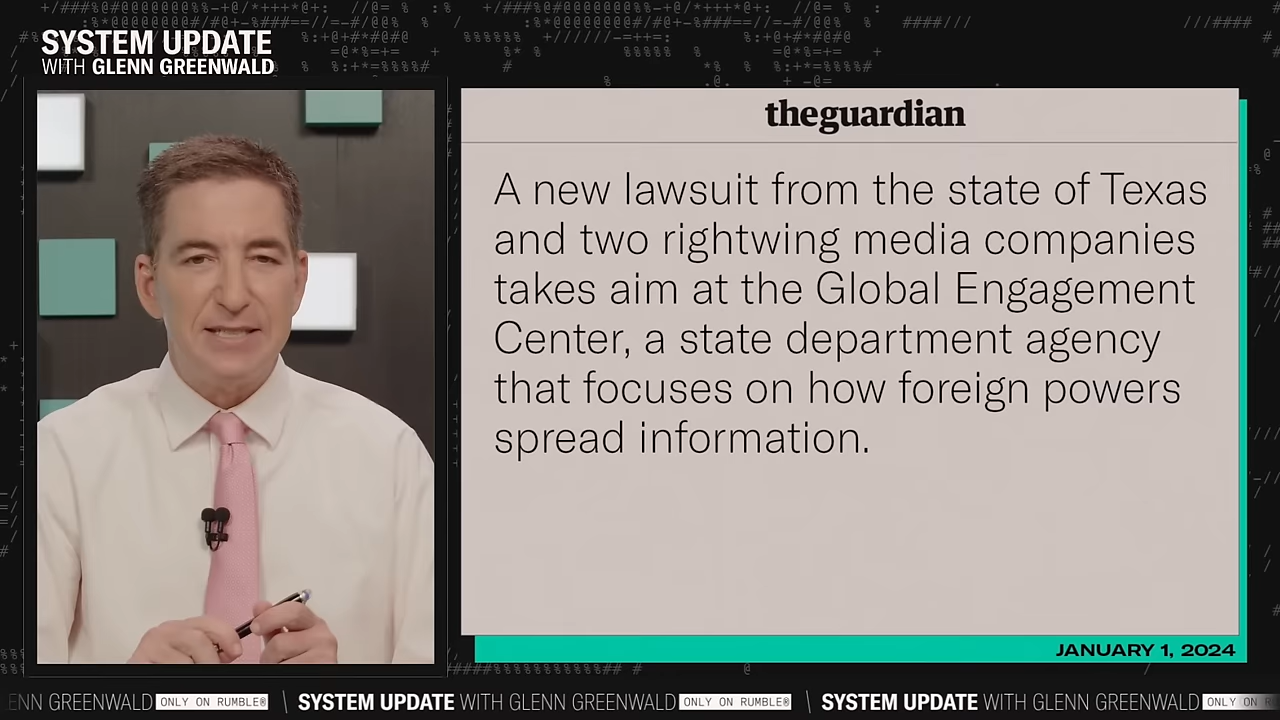 SYSTEM UPDATE
WITH GLENN GREENWALD
theguardian
A new lawsuit from the state of Texas
and two rightwing media companies
takes aim at the Global Engagement
Center, a state department agency
that focuses on how foreign powers
spread information.
JANUARY 1, 2024
ENN GREENWALD ONLY ON RUMBLE® SYSTEM UPDATE WITH GLENN GREENWALD ONLY ON RUMBLE® SYSTEM UPDATE WITH GLENN GREENWALD ONLY ON